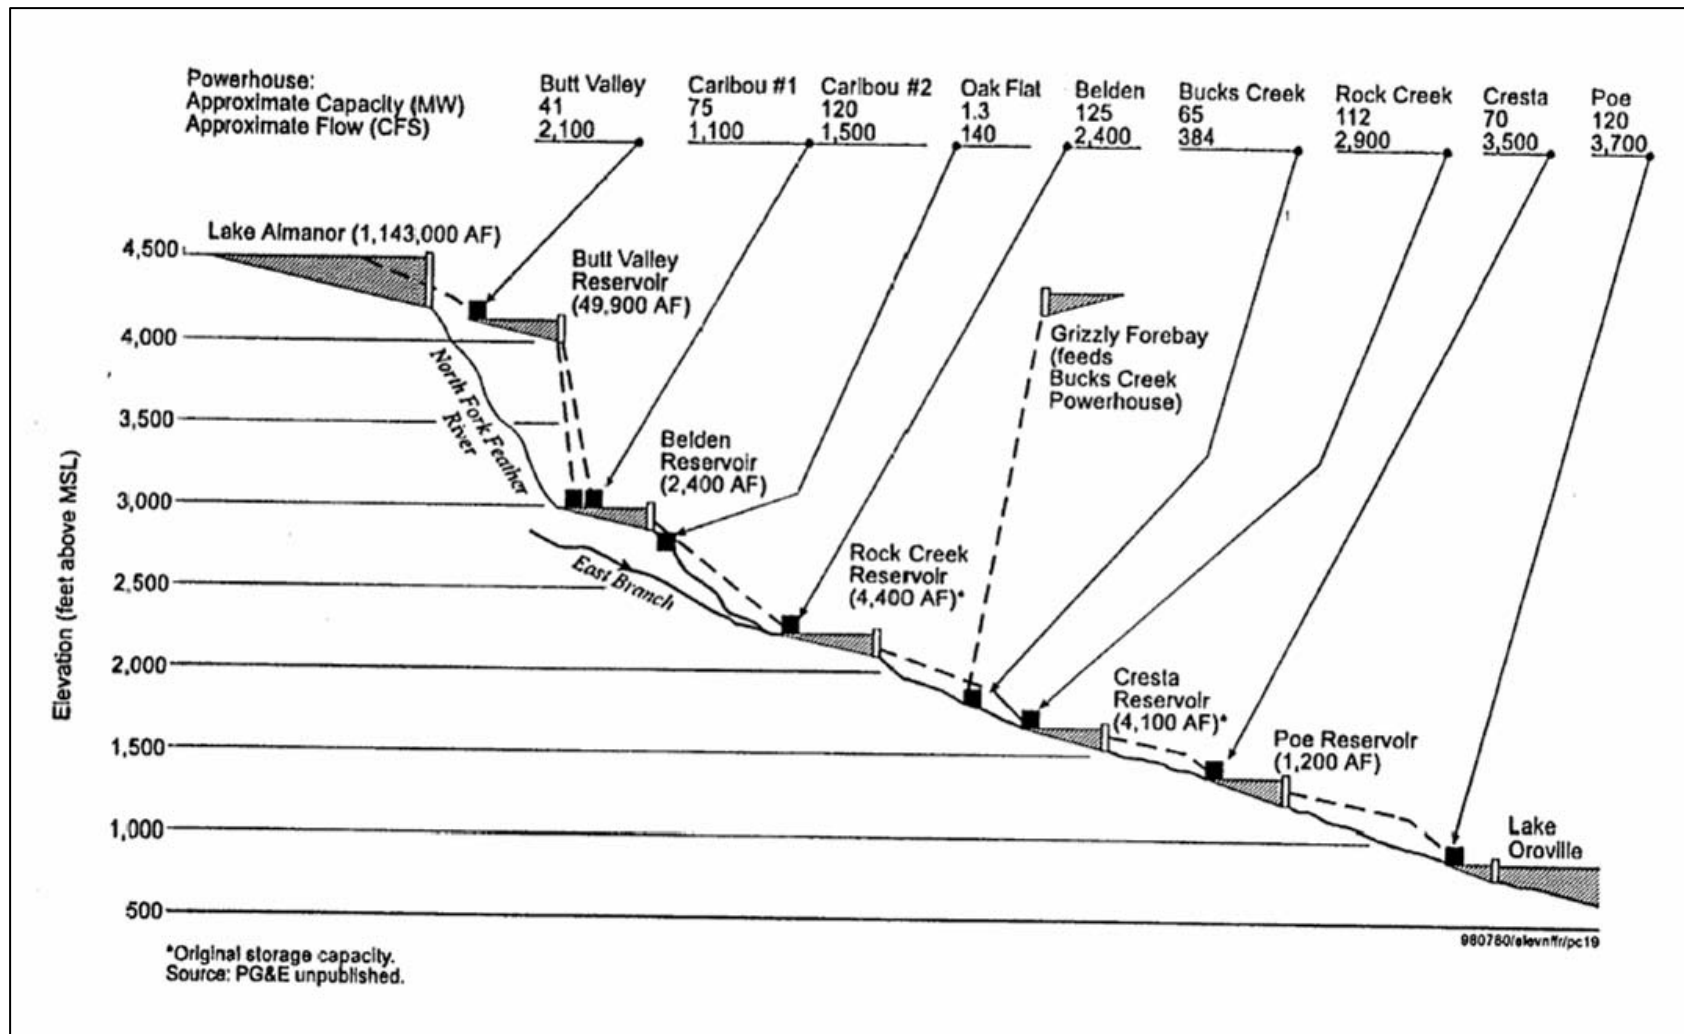 Powerhouse:
Approximate Capacity (MW)
Approximate Flow (CFS)
Butt Valley
41
2,100
Caribou #1
75
1,100
Caribou #2
120
1,500
Oak Flat
1.3
140
Belden
125
2,400
Bucks Creek
65
384
Rock Creek
112
2,900
Cresta
70
3,500
Poe
120
3,700
Lake Almanor (1,143,000 AF)
Butt Valley
Reservoir
(49,900 AF)
Grizzly Forebay
(feeds
Bucks Creek
Powerhouse)
North Fork Feather
River
Belden
Reservoir
(2,400 AF)
East Branch
Rock Creek
Reservoir
(4,400 AF)*
Cresta
Reservoir
(4,100 AF)*
Poe Reservoir
(1,200 AF)
Lake
Oroville
Elevation (feet above MSL)
4,500
4,000
3,500
3,000
2,500
2,000
1,500
1,000
500
*Original storage capacity.
Source: PG&E unpublished.
980780/elevnffr/pc19